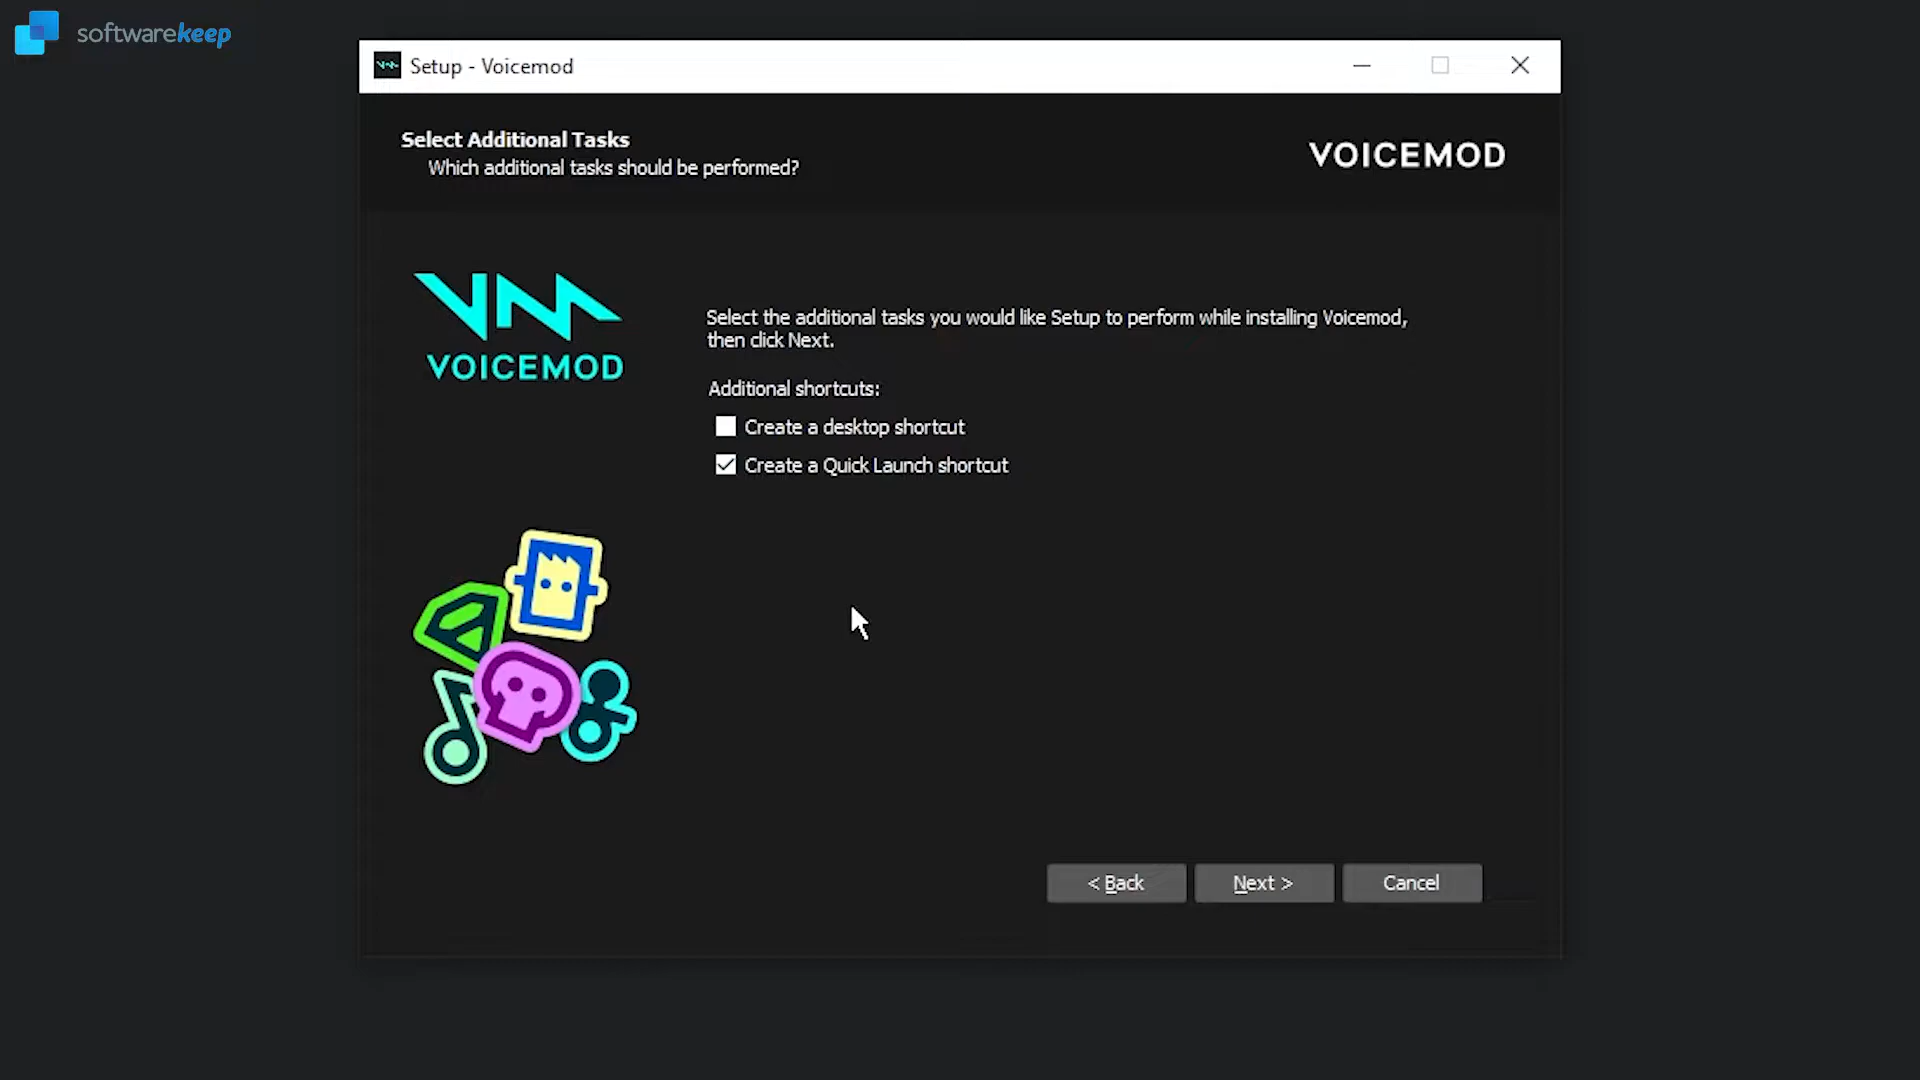 softwarekeep
Setup - Voicemod
Select Additional Tasks
Which additional tasks should be performed?
VOICEMOD
VM
VOICEMOD
Select the additional tasks you would like Setup to perform while installing Voicemod,
then click Next.
Additional shortcuts:
Create a desktop shortcut
Create a Quick Launch shortcut
< Back
Next >
Cancel